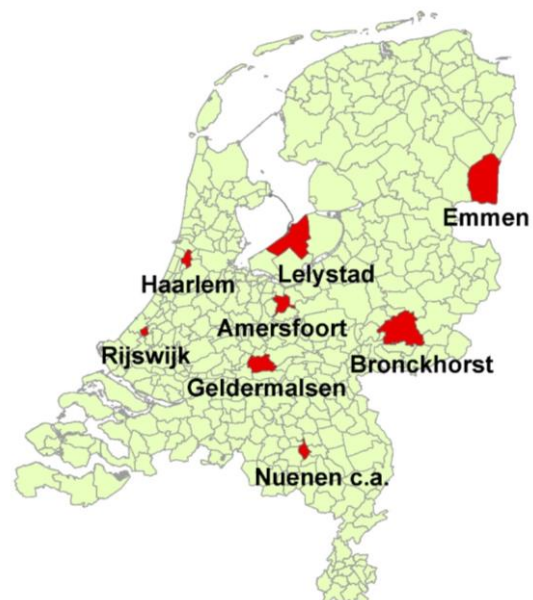 Emmen
Lelystad
Haarlem
Amersfoort
Rijswijk
Bronckhorst
Geldermalsen
Nuenen c.a.